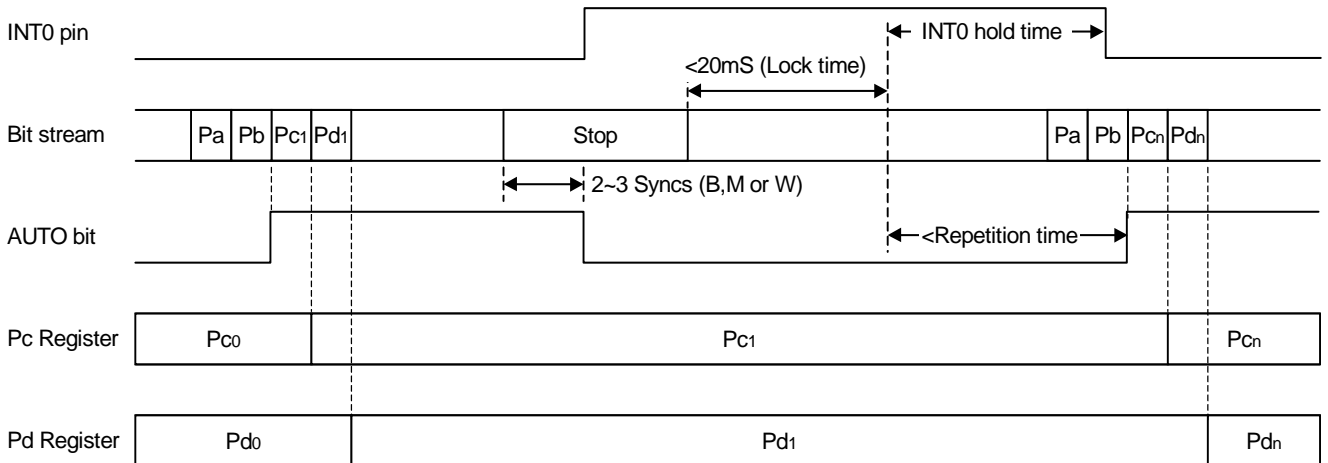 INT0 pin
INT0 hold time
<20mS (Lock time)
Bit stream Pa Pb Pc1 Pd1 Stop Pa Pb Pcn Pdn
2~3 Syncs (B,M or W)
AUTO bit
<Repetition time
Pc Register Pc0 Pc1 Pcn
Pd Register Pd0 Pd1 Pdn